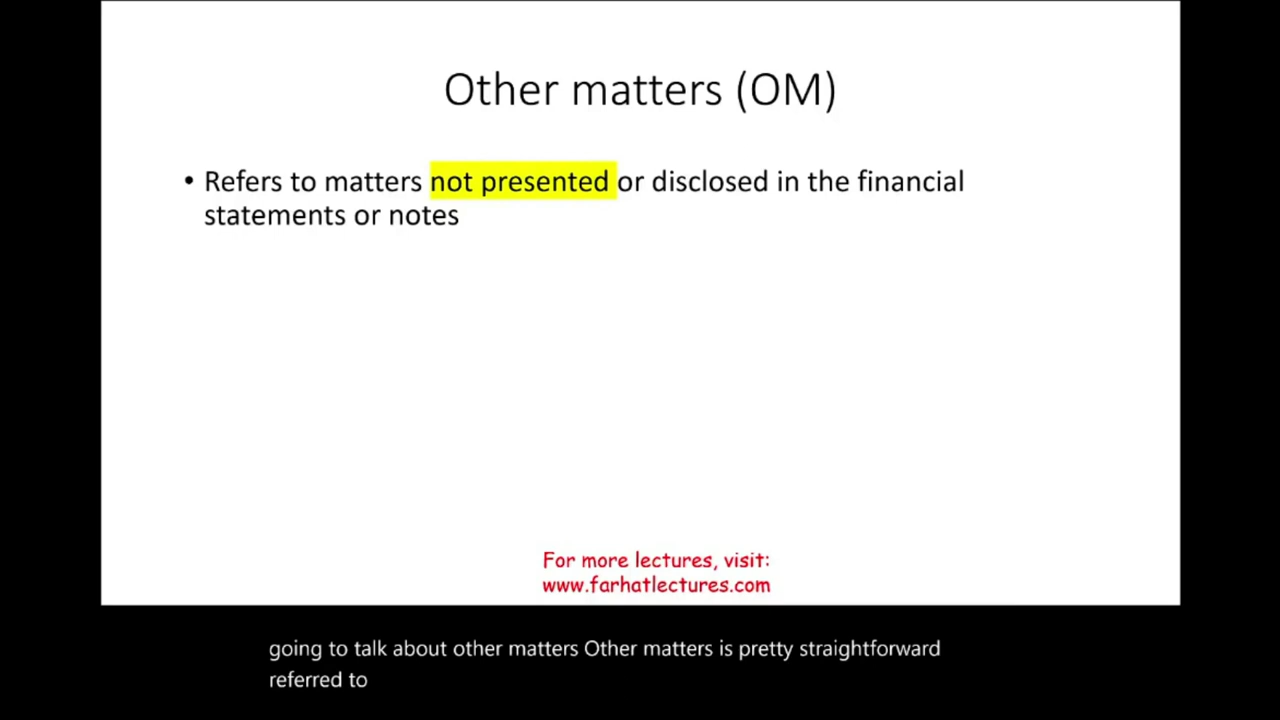 Other matters (OM)
• Refers to matters not presented or disclosed in the financial
statements or notes
For more lectures, visit:
www.farhatlectures.com
going to talk about other matters Other matters is pretty straightforward
referred to